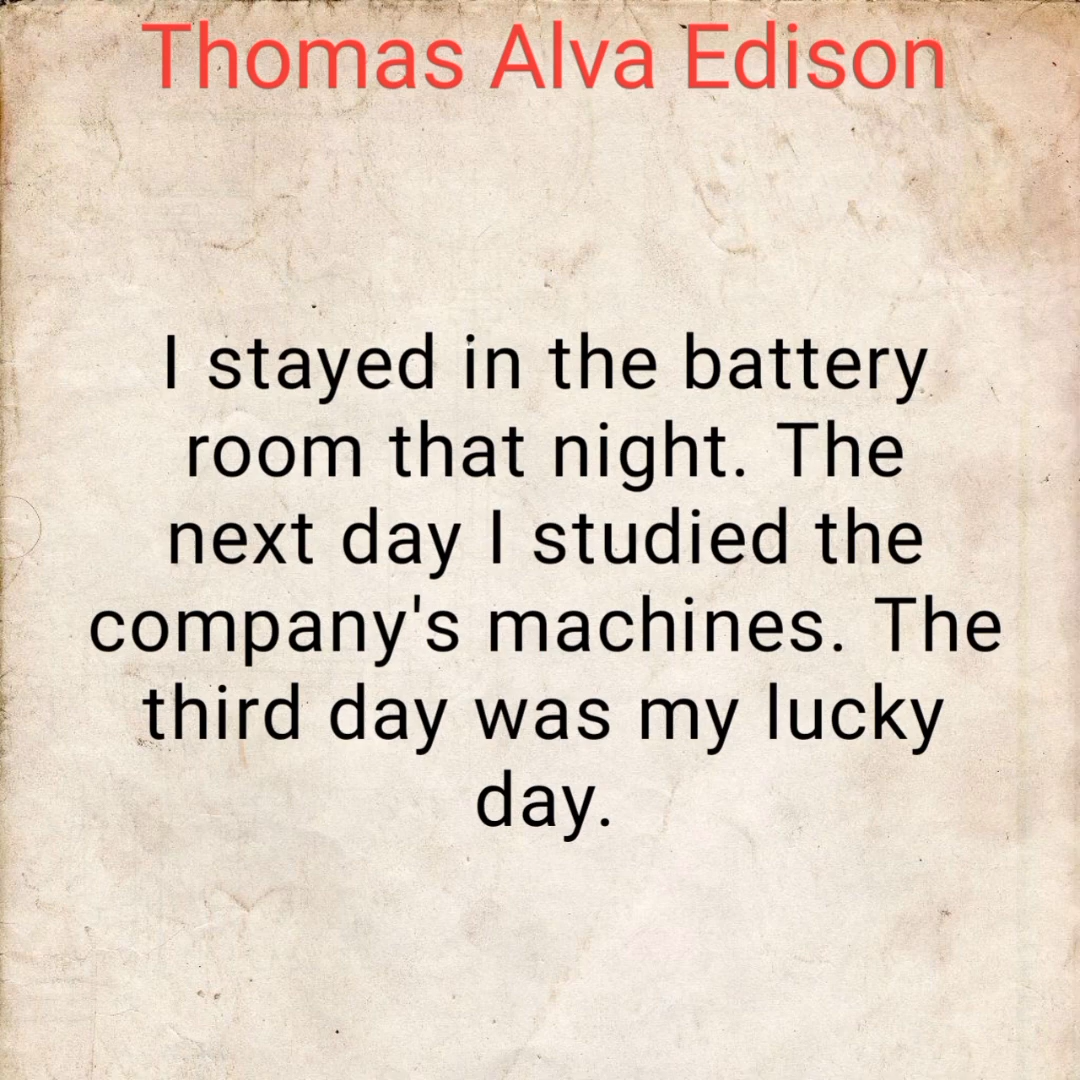 Thomas Alva Edison
I stayed in the battery
room that night. The
next day I studied the
company's machines. The
third day was my lucky
day.